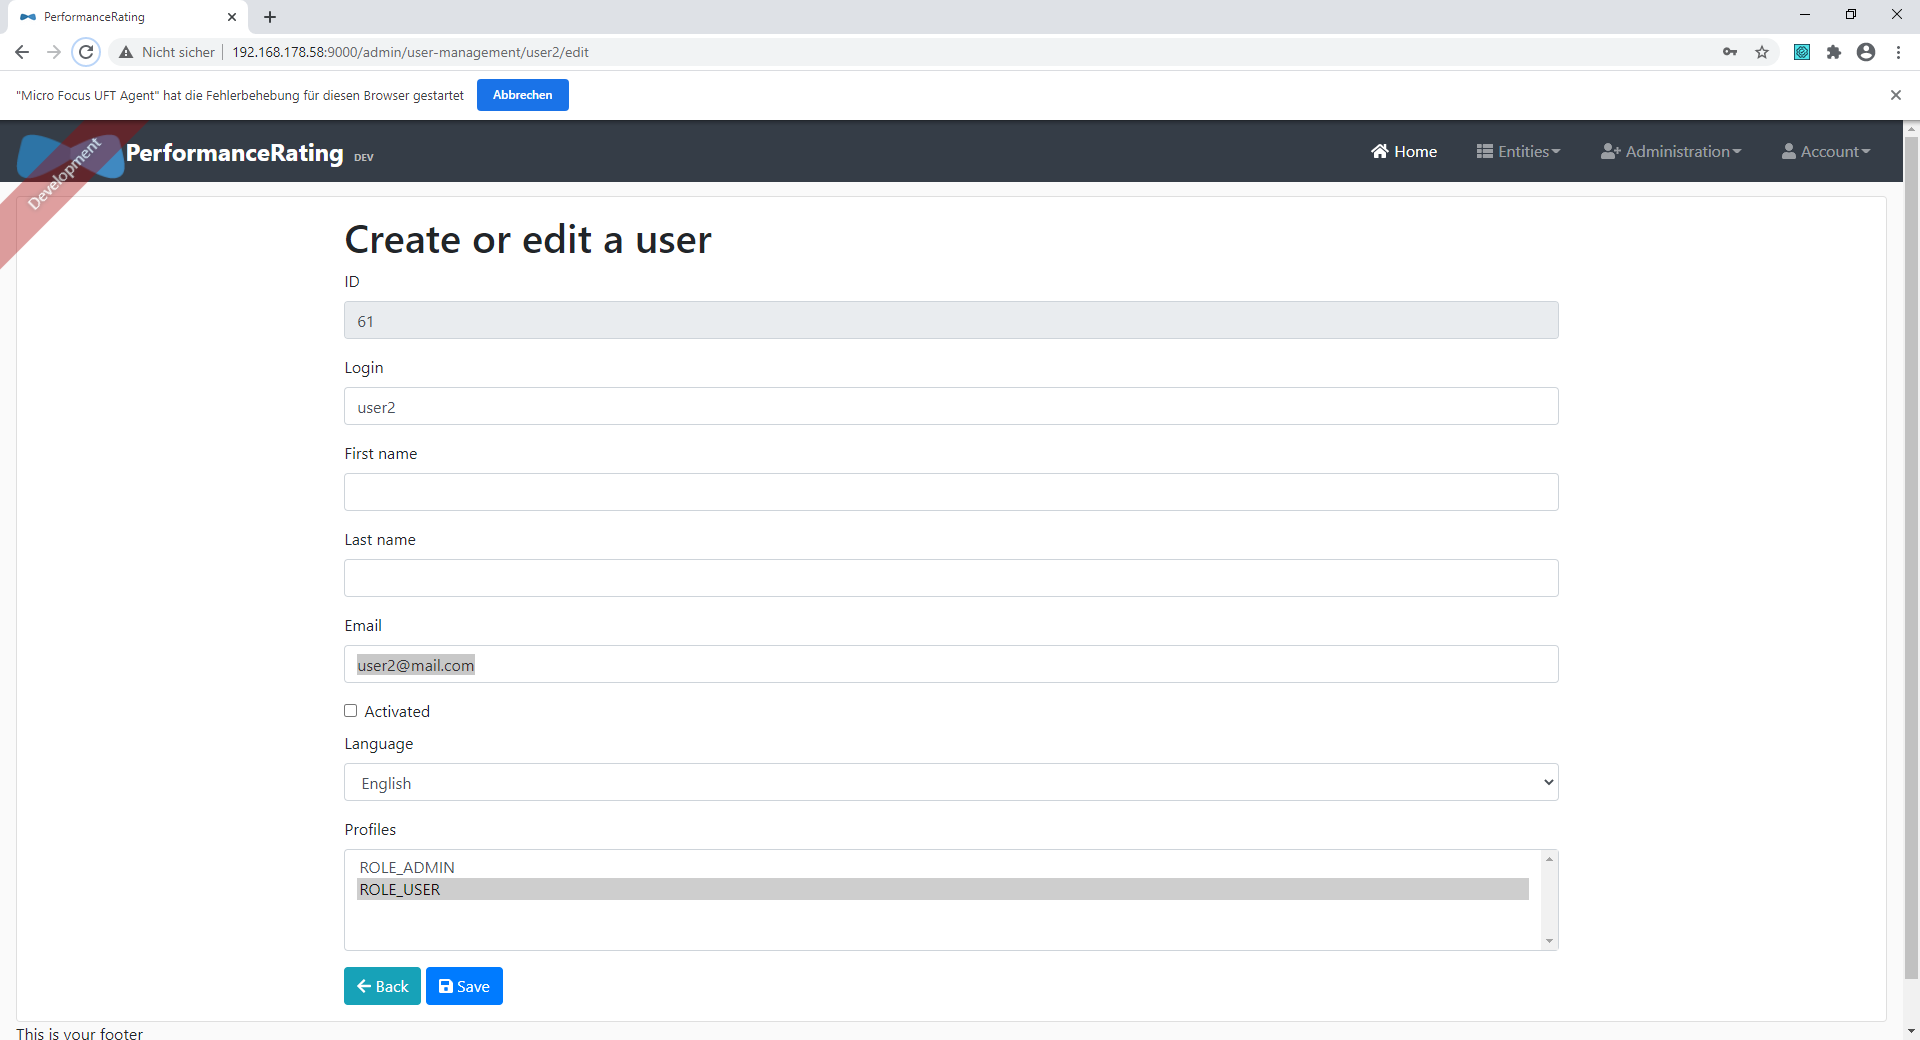 PerformanceRating
Nicht sicher
192.168.178.58:9000/admin/user-management/user2/edit
"Micro Focus UFT Agent" hat die Fehlerbehebung für diesen Browser gestartet
Abbrechen
Development
PerformanceRating DEV
Home
Entities
Administration
Account
Create or edit a user
ID
61
Login
user2
First name
Last name
Email
user2@mail.com
Activated
Language
English
Profiles
ROLE_ADMIN
ROLE_USER
Back
Save
This is your footer